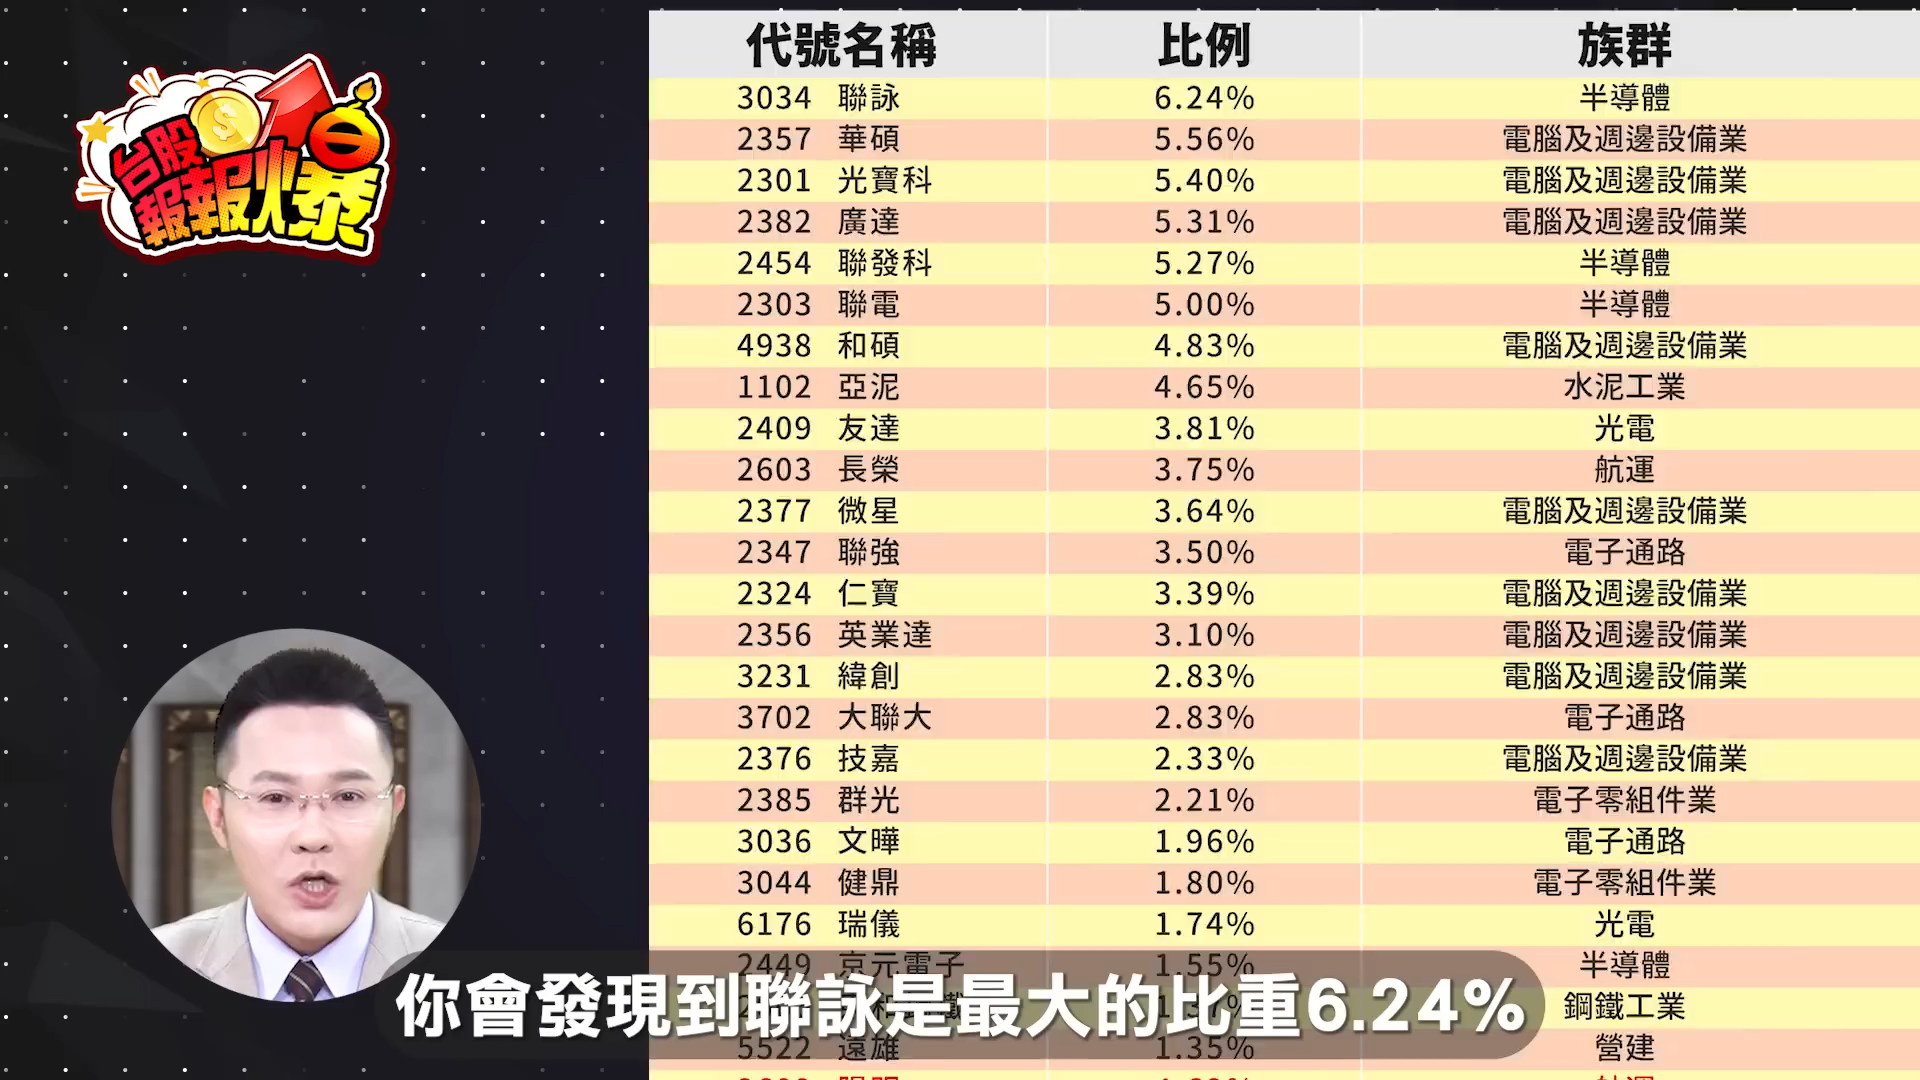 台股
報報爆
代號名稱 比例 族群
3034 聯詠 6.24% 半導體
2357 華碩 5.56% 電腦及週邊設備業
2301 光寶科 5.40% 電腦及週邊設備業
2382 廣達 5.31% 電腦及週邊設備業
2454 聯發科 5.27% 半導體
2303 聯電 5.00% 半導體
4938 和碩 4.83% 電腦及週邊設備業
1102 亞泥 4.65% 水泥工業
2409 友達 3.81% 光電
2603 長榮 3.75% 航運
2377 微星 3.64% 電腦及週邊設備業
2347 聯強 3.50% 電子通路
2324 仁寶 3.39% 電腦及週邊設備業
2356 英業達 3.10% 電腦及週邊設備業
3231 緯創 2.83% 電腦及週邊設備業
3702 大聯大 2.83% 電子通路
2376 技嘉 2.33% 電腦及週邊設備業
2385 群光 2.21% 電子零組件業
3036 文曄 1.96% 電子通路
3044 健鼎 1.80% 電子零組件業
6176 瑞儀 1.74% 光電
2449 京元電子 1.55% 半導體
鋼鐵工業
你會發現到聯詠是最大的比重6.24%
5522 遠雄 1.35% 營建